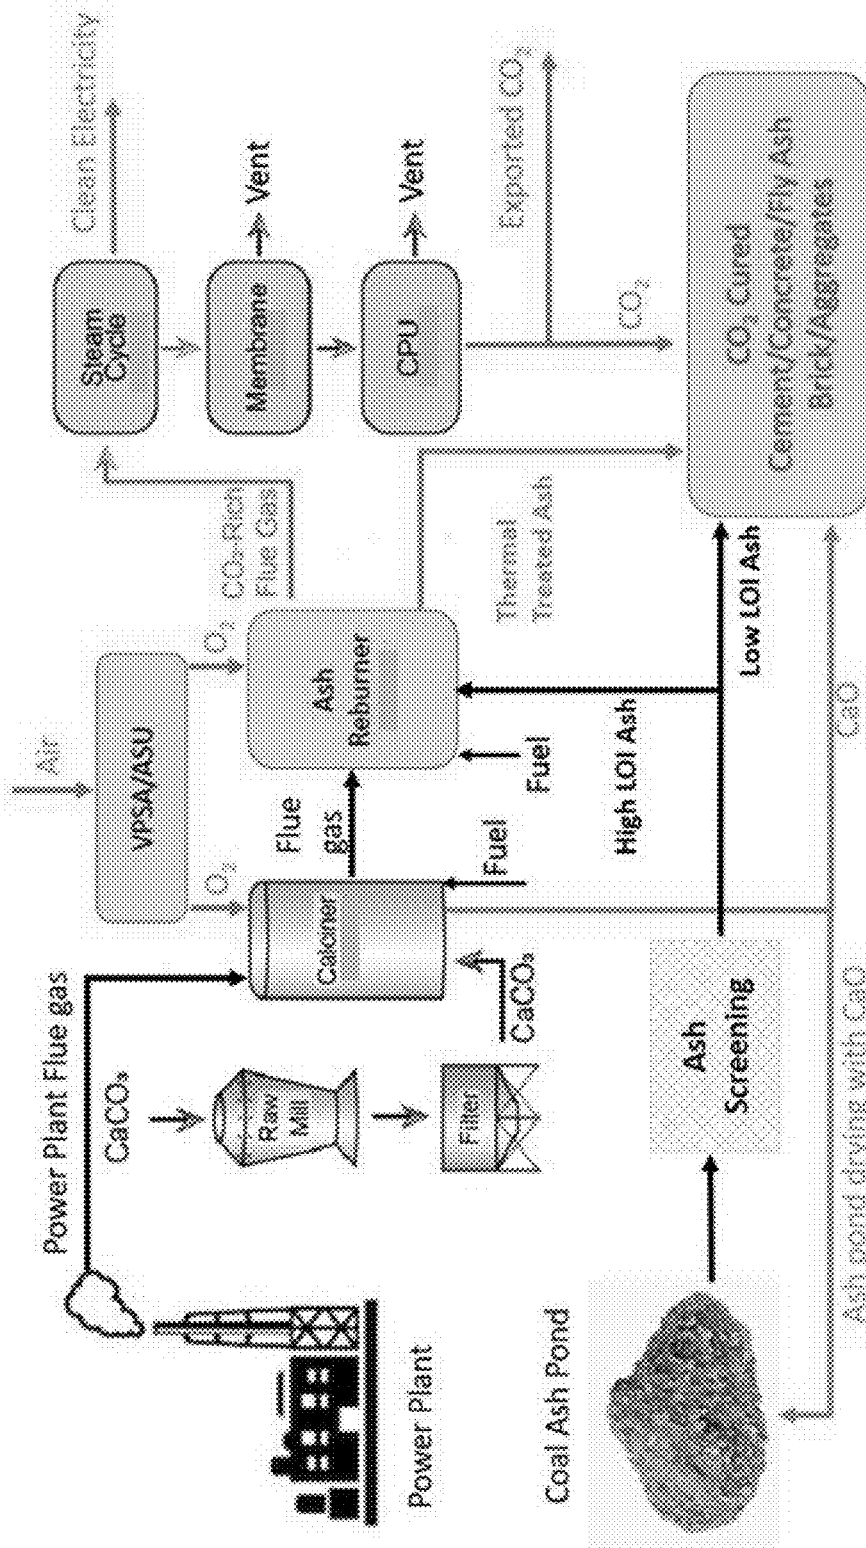 Power Plant Flue gas
Power Plant
CaCO₃
Raw
Mill
Filter
CaCO₃
Calciner
Fuel
O₂
Air
VPSA/ASU
O₂
Flue
gas
Ash
Reburner
Fuel
CO₂-Rich
Flue Gas
Steam
Cycle
Clean Electricity
Membrane
Vent
CPU
Vent
Exported CO₂
CO₂
Thermal
Treated Ash
Coal Ash Pond
Ash
Screening
High LOI Ash
Low LOI Ash
CaO
Ash pond drying with CaO
CO₂ Cured
Cement/Concrete/Fly Ash
Brick/Aggregates